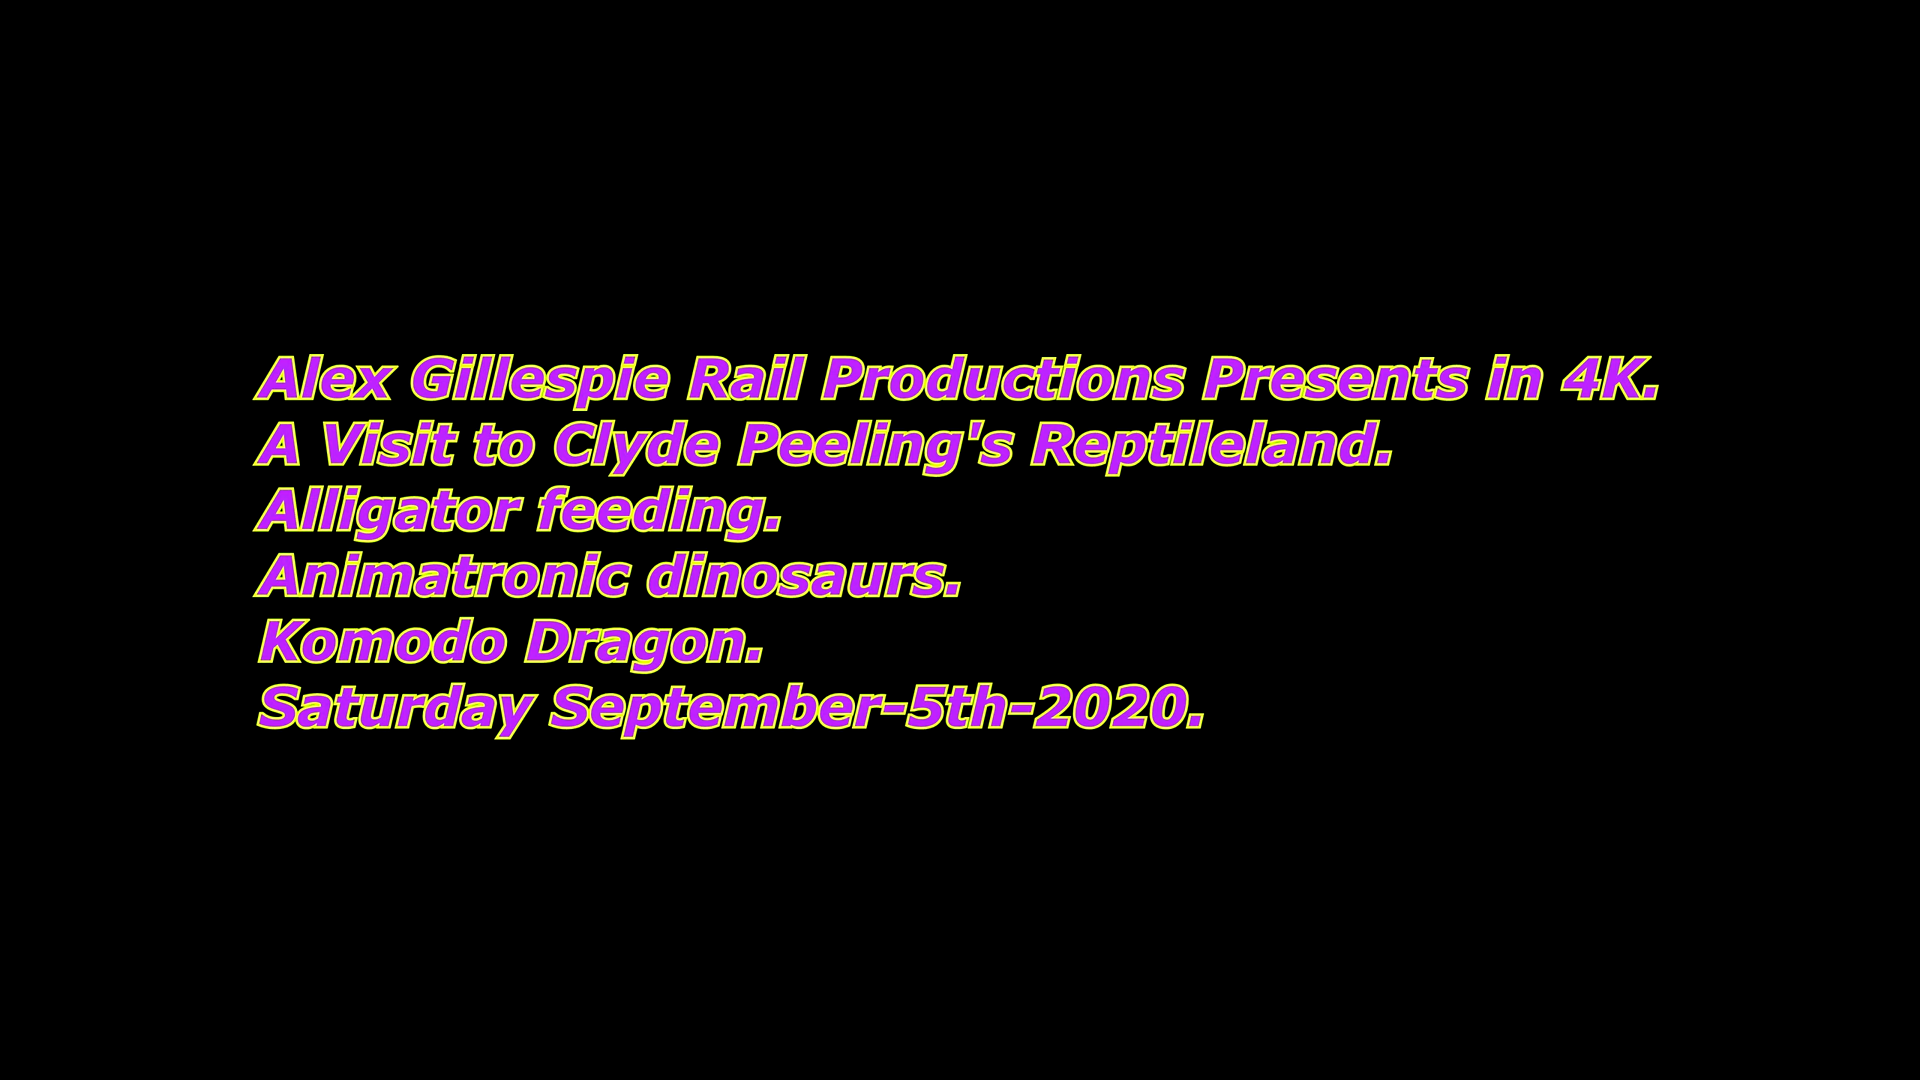 Alex Gillespie Rail Productions Presents in 4K.
A Visit to Clyde Peeling's Reptileland.
Alligator feeding.
Animatronic dinosaurs.
Komodo Dragon.
Saturday September-5th-2020.